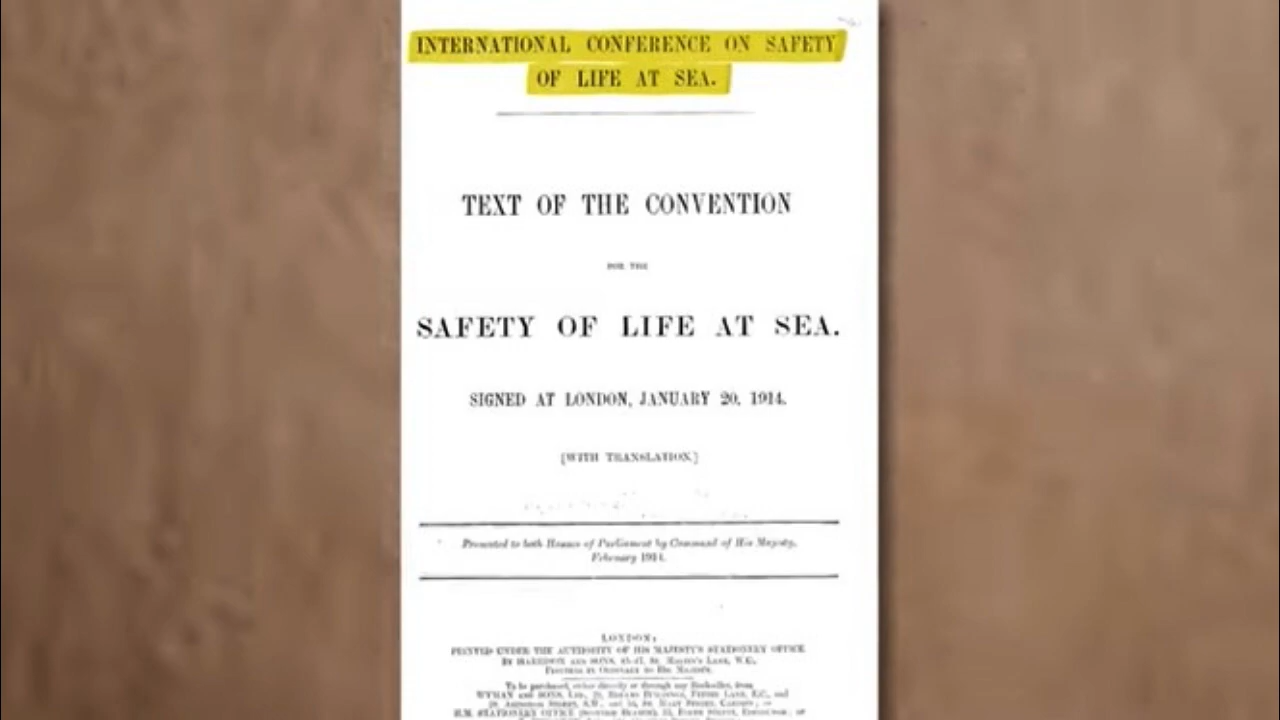 INTERNATIONAL CONFERENCE ON SAFETY
OF LIFE AT SEA.
TEXT OF THE CONVENTION
FOR THE
SAFETY OF LIFE AT SEA.
SIGNED AT LONDON, JANUARY 20, 1914.
[WITH TRANSLATION.]
Presented to both Houses of Parliament by Command of His Majesty,
February 1914.
LONDON:
PRINTED UNDER THE AUTHORITY OF HIS MAJESTY'S STATIONERY OFFICE
BY HARRISON AND SONS, 45-47, ST. MARTIN'S LANE, W.C.,
PRINTERS IN ORDINARY TO HIS MAJESTY.
To be purchased, either directly or through any Bookseller, from
WYMAN AND SONS, LTD., 29, BREAMS BUILDINGS, FETTER LANE, E.C., and
28, ABINGDON STREET, S.W., and 54, ST. MARY STREET, CARDIFF; or
H.M. STATIONERY OFFICE (SCOTTISH BRANCH), 23, FORTH STREET, EDINBURGH; or